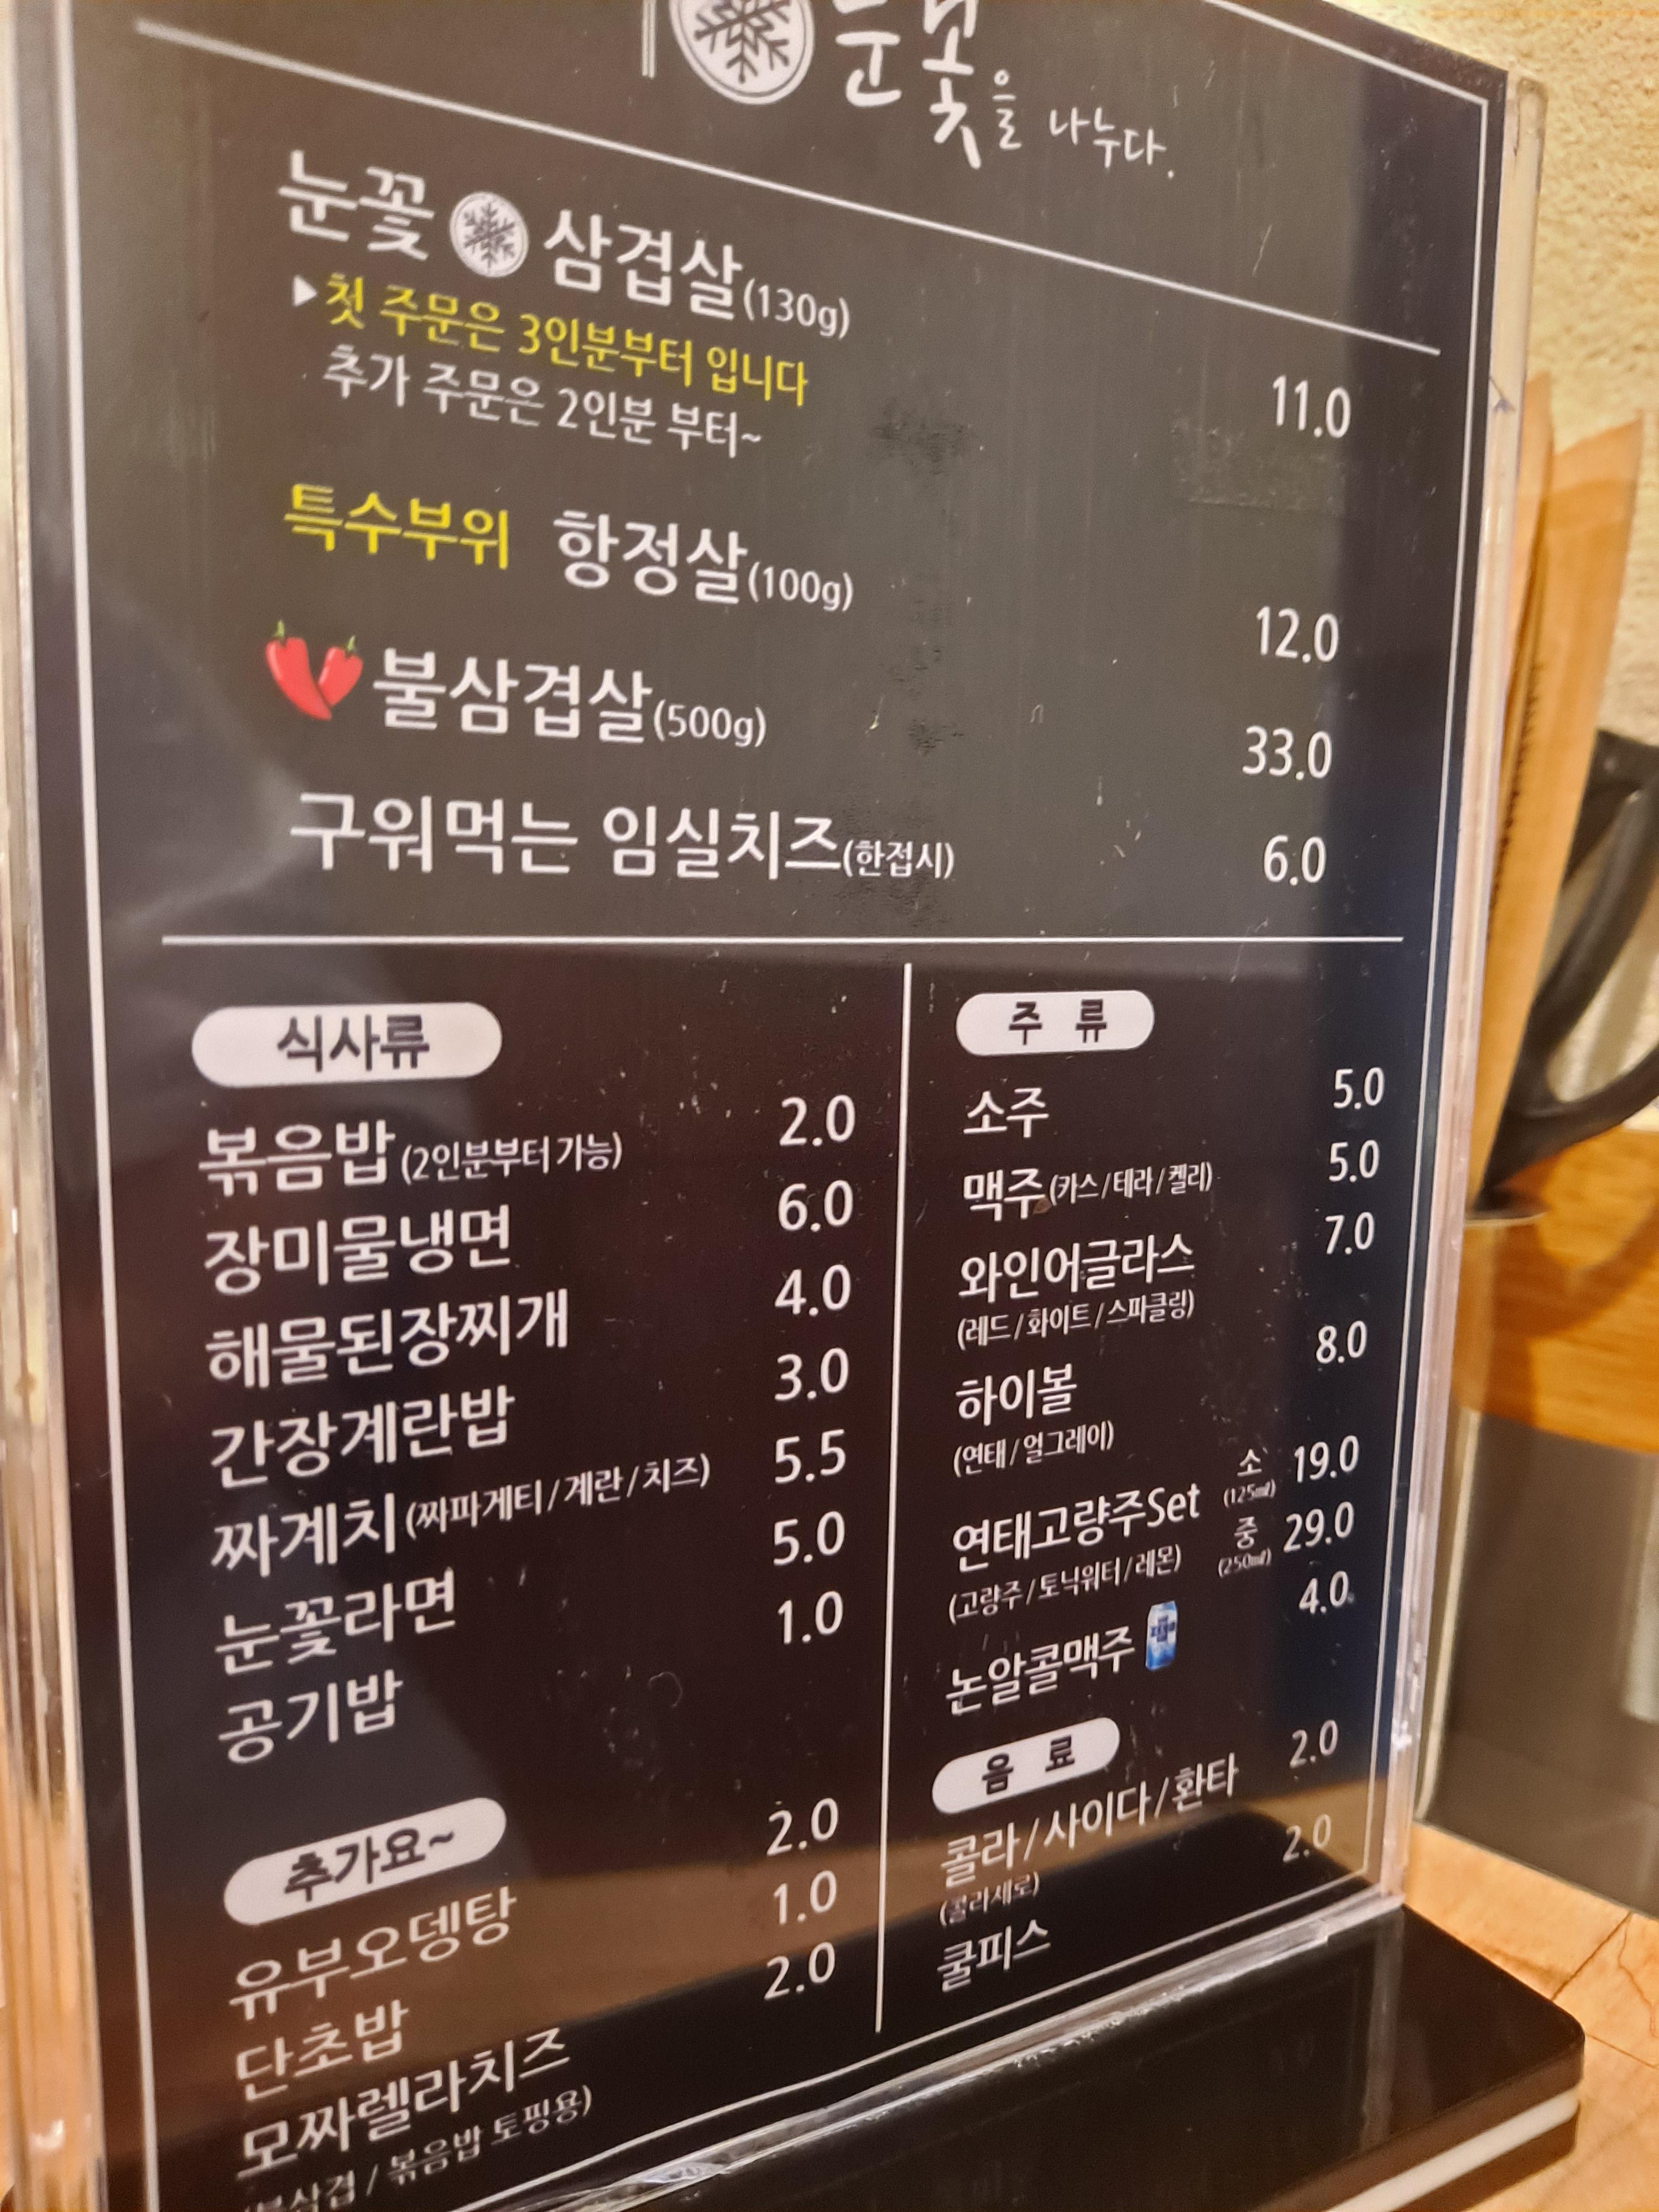 눈꽃을 나누다.
눈꽃 삼겹살(130g) 11.0
▶첫 주문은 3인분부터 입니다
추가 주문은 2인분 부터~
특수부위 항정살(100g) 12.0
불삼겹살(500g) 33.0
구워먹는 임실치즈(한접시) 6.0
식사류
볶음밥(2인분부터 가능) 2.0
장미물냉면 6.0
해물된장찌개 4.0
간장계란밥 3.0
짜계치(짜파게티/계란/치즈) 5.5
눈꽃라면 5.0
공기밥 1.0
추가요~
유부오뎅탕 2.0
단초밥 1.0
모짜렐라치즈 2.0
/ 볶음밥 토핑용)
주 류
소주 5.0
맥주(카스/테라/켈리) 5.0
와인어글라스 7.0
(레드/화이트/스파클링)
하이볼 8.0
(연태/얼그레이)
연태고량주Set 소 19.0
(125㎖)
(고량주/토닉워터/레몬) 중 29.0
(250㎖)
논알콜맥주 4.0
음 료
콜라/사이다/환타 2.0
쿨피스 2.0